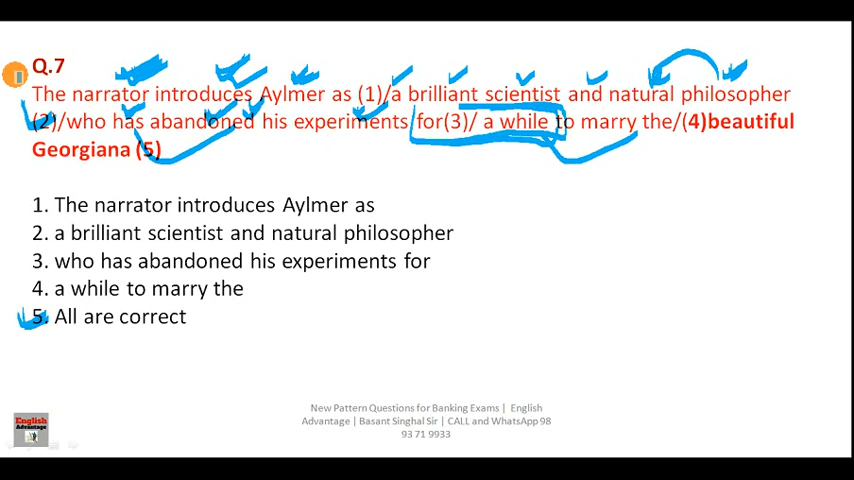 Q.7
The narrator introduces Aylmer as (1)/a brilliant scientist and natural philosopher
(2)/who has abandoned his experiments for(3)/ a while to marry the/(4)beautiful
Georgiana (5)
1. The narrator introduces Aylmer as
2. a brilliant scientist and natural philosopher
3. who has abandoned his experiments for
4. a while to marry the
5. All are correct
New Pattern Questions for Banking Exams | English
Advantage | Basant Singhal Sir | CALL and WhatsApp 98
93 71 9933
English
Advantage